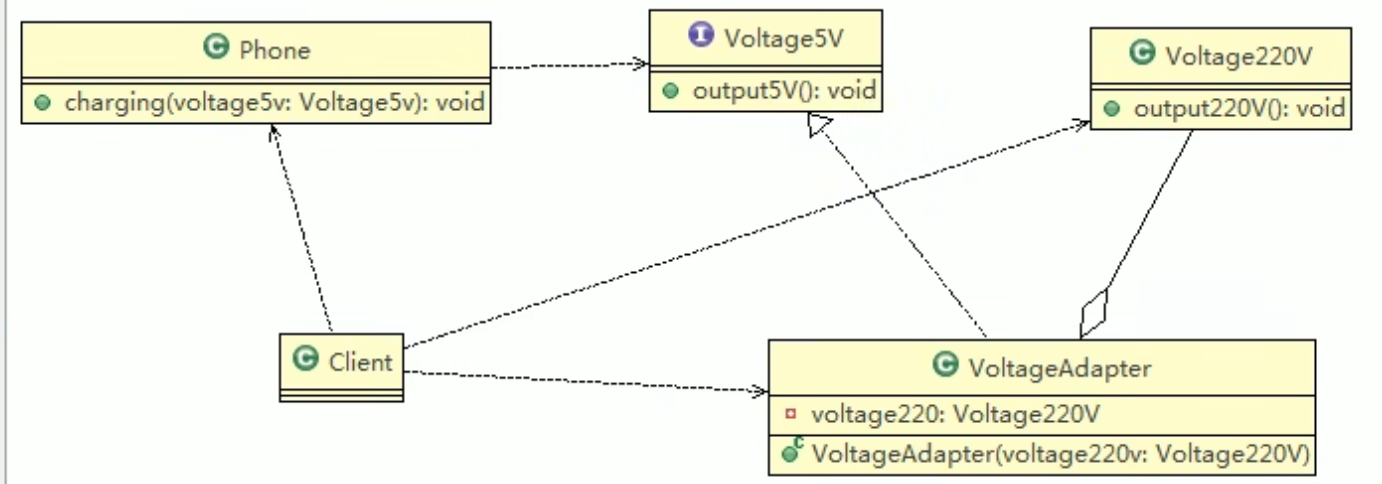 C Phone
charging(voltage5v: Voltage5v): void
I Voltage5V
output5V(): void
C Voltage220V
output220V(): void
C Client
C VoltageAdapter
voltage220: Voltage220V
C VoltageAdapter(voltage220v: Voltage220V)